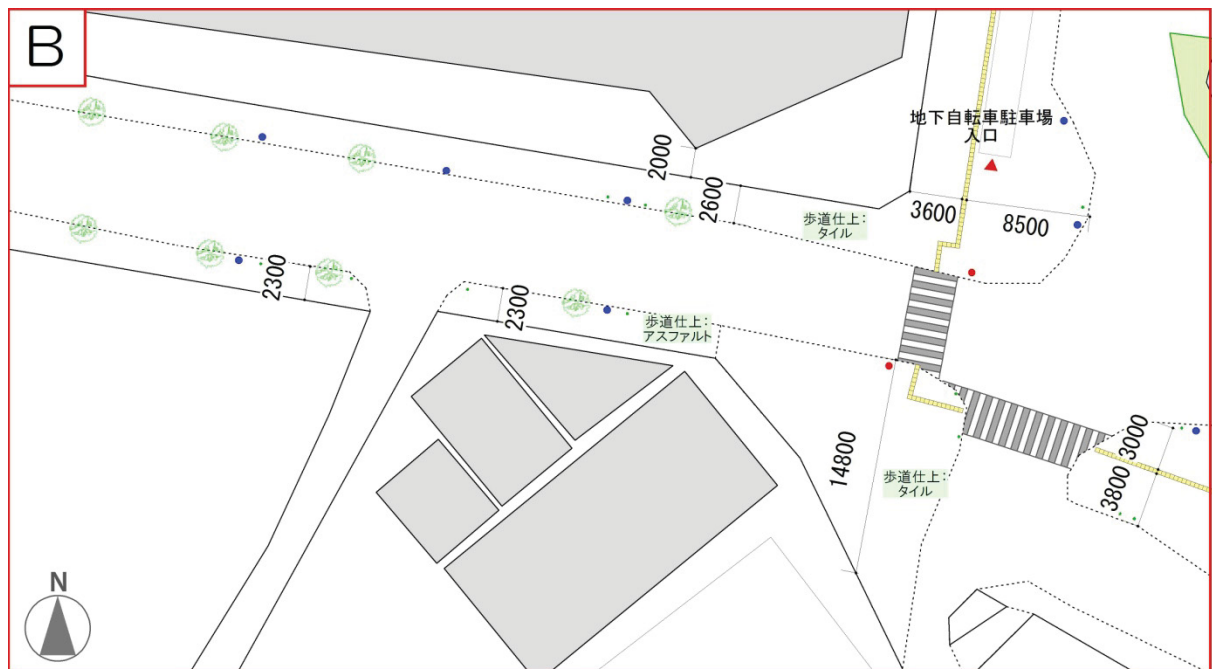 B
地下自転車駐車場
入口
2000
2600
3600
8500
歩道仕上:
タイル
2300
2300
歩道仕上:
アスファルト
14800
3000
3800
歩道仕上:
タイル
N